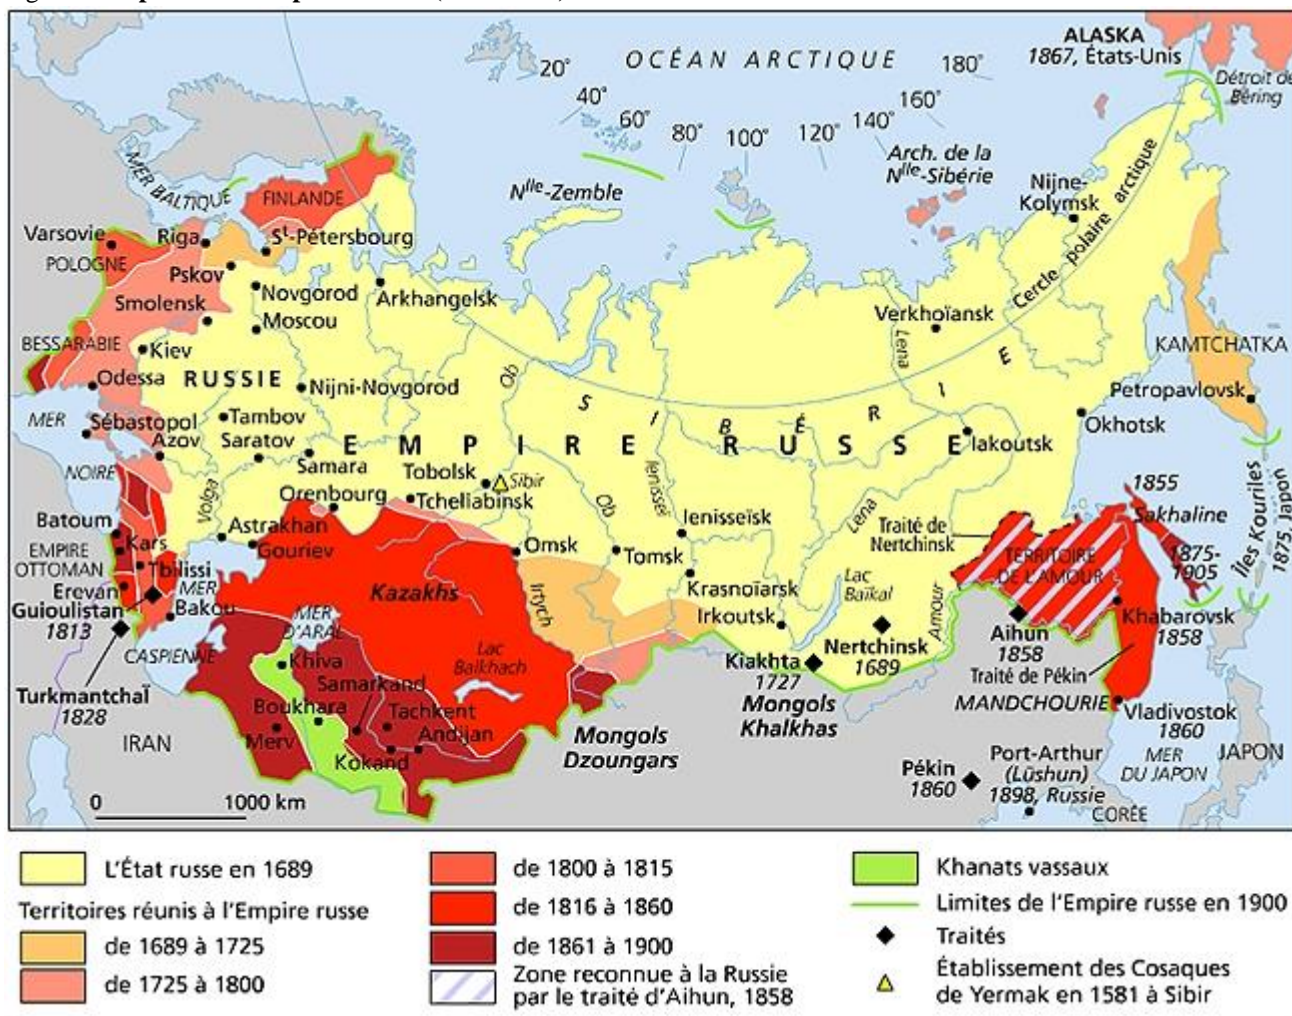 OCÉAN ARCTIQUE
ALASKA
1867, États-Unis
Détroit de
Béring
20°
40°
60°
80°
100°
120°
140°
160°
180°
Arch. de la
Nlle-Sibérie
Nlle-Zemble
Nijne-
Kolymsk
Cercle polaire arctique
MER BALTIQUE
FINLANDE
Varsovie
POLOGNE
Riga
St-Pétersbourg
Pskov
Novgorod
Arkhangelsk
Smolensk
Moscou
Verkhoïansk
Lena
BESSARABIE
Kiev
KAMTCHATKA
RUSSIE
Nijni-Novgorod
Ob
Odessa
Petropavlovsk
SIBÉRIE
MER
NOIRE
Sébastopol
Tambov
Okhotsk
Azov
Saratov
EMPIRE RUSSE
Iakoutsk
Samara
Tobolsk
Sibir
Ienisseï
Orenbourg
Tcheliabinsk
Volga
Ob
Lena
1855
Sakhaline
Batoum
Astrakhan
Ienisseïsk
Traité de
Nertchinsk
Kars
Gouriev
Omsk
Tomsk
TERRITOIRE
DE L'AMOUR
1875-
1905
Îles Kouriles
1875, Japon
EMPIRE
OTTOMAN
Tbilissi
Kazakhs
Irtych
Krasnoïarsk
Lac
Baïkal
Amour
Erevan
MER
CASPIENNE
Bakou
MER
D'ARAL
Irkoutsk
Khabarovsk
1858
Guioulistan
1813
Lac
Balkhach
Nertchinsk
1689
Aihun
1858
Khiva
Kiakhta
1727
Traité de Pékin
Turkmantchaï
1828
Samarkand
Mongols
Khalkhas
MANDCHOURIE
Boukhara
Tachkent
Vladivostok
1860
IRAN
Merv
Andijan
Mongols
Dzoungars
Kokand
Port-Arthur
(Lüshun)
1898, Russie
MER
DU JAPON
JAPON
Pékin
1860
CORÉE
0 1000 km
L'État russe en 1689
Territoires réunis à l'Empire russe
de 1689 à 1725
de 1725 à 1800
de 1800 à 1815
de 1816 à 1860
de 1861 à 1900
Zone reconnue à la Russie
par le traité d'Aihun, 1858
Khanats vassaux
Limites de l'Empire russe en 1900
Traités
Établissement des Cosaques
de Yermak en 1581 à Sibir